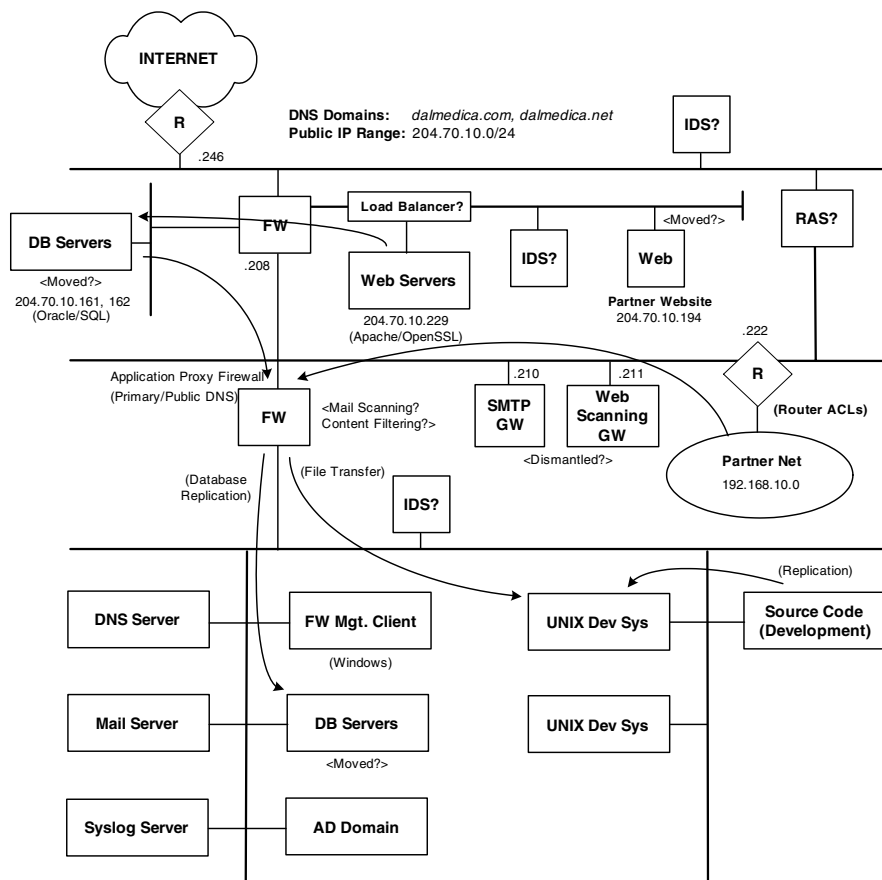 INTERNET
R
.246
DNS Domains: dalmedica.com, dalmedica.net
Public IP Range: 204.70.10.0/24
IDS?
DB Servers
<Moved?>
204.70.10.161, 162
(Oracle/SQL)
FW
.208
Load Balancer?
Web Servers
204.70.10.229
(Apache/OpenSSL)
IDS?
<Moved?>
Web
Partner Website
204.70.10.194
RAS?
.222
R
(Router ACLs)
Application Proxy Firewall
(Primary/Public DNS)
FW
<Mail Scanning?
Content Filtering?>
.210
SMTP
GW
.211
Web
Scanning
GW
<Dismantled?>
Partner Net
192.168.10.0
(Database
Replication)
(File Transfer)
IDS?
DNS Server
FW Mgt. Client
(Windows)
UNIX Dev Sys
(Replication)
Source Code
(Development)
Mail Server
DB Servers
<Moved?>
UNIX Dev Sys
Syslog Server
AD Domain